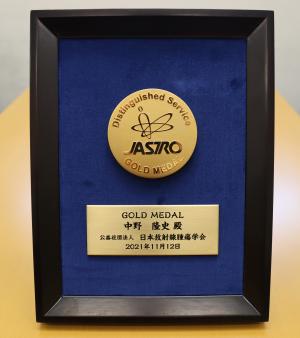 Distinguished Service
JASTRO
GOLD MEDAL
GOLD MEDAL
中野 隆史 殿
公益社団法人 日本放射線腫瘍学会
2021年11月12日